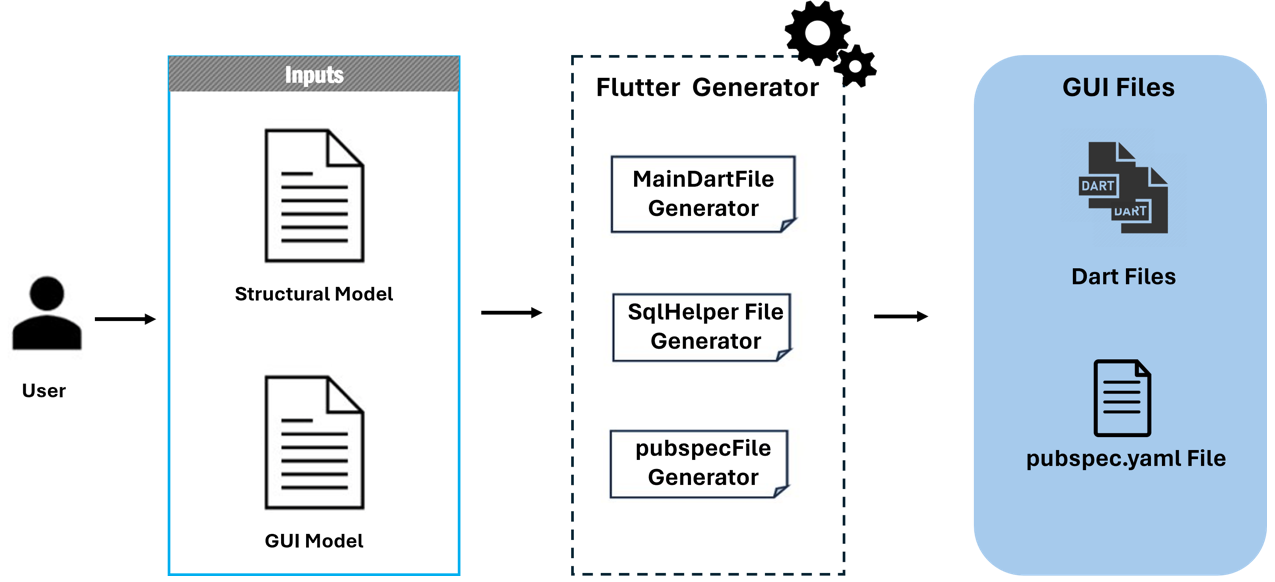 User
Inputs
Structural Model
GUI Model
Flutter Generator
MainDartFile
Generator
SqlHelper File
Generator
pubspecFile
Generator
GUI Files
DART
DART
Dart Files
pubspec.yaml File